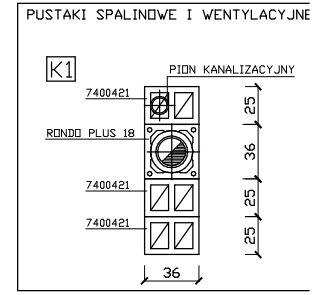 PUSTAKI SPALINOWE I WENTYLACYJNE
K1
PION KANALIZACYJNY
7400421
25
RONDO PLUS 18
36
7400421
25
7400421
25
36